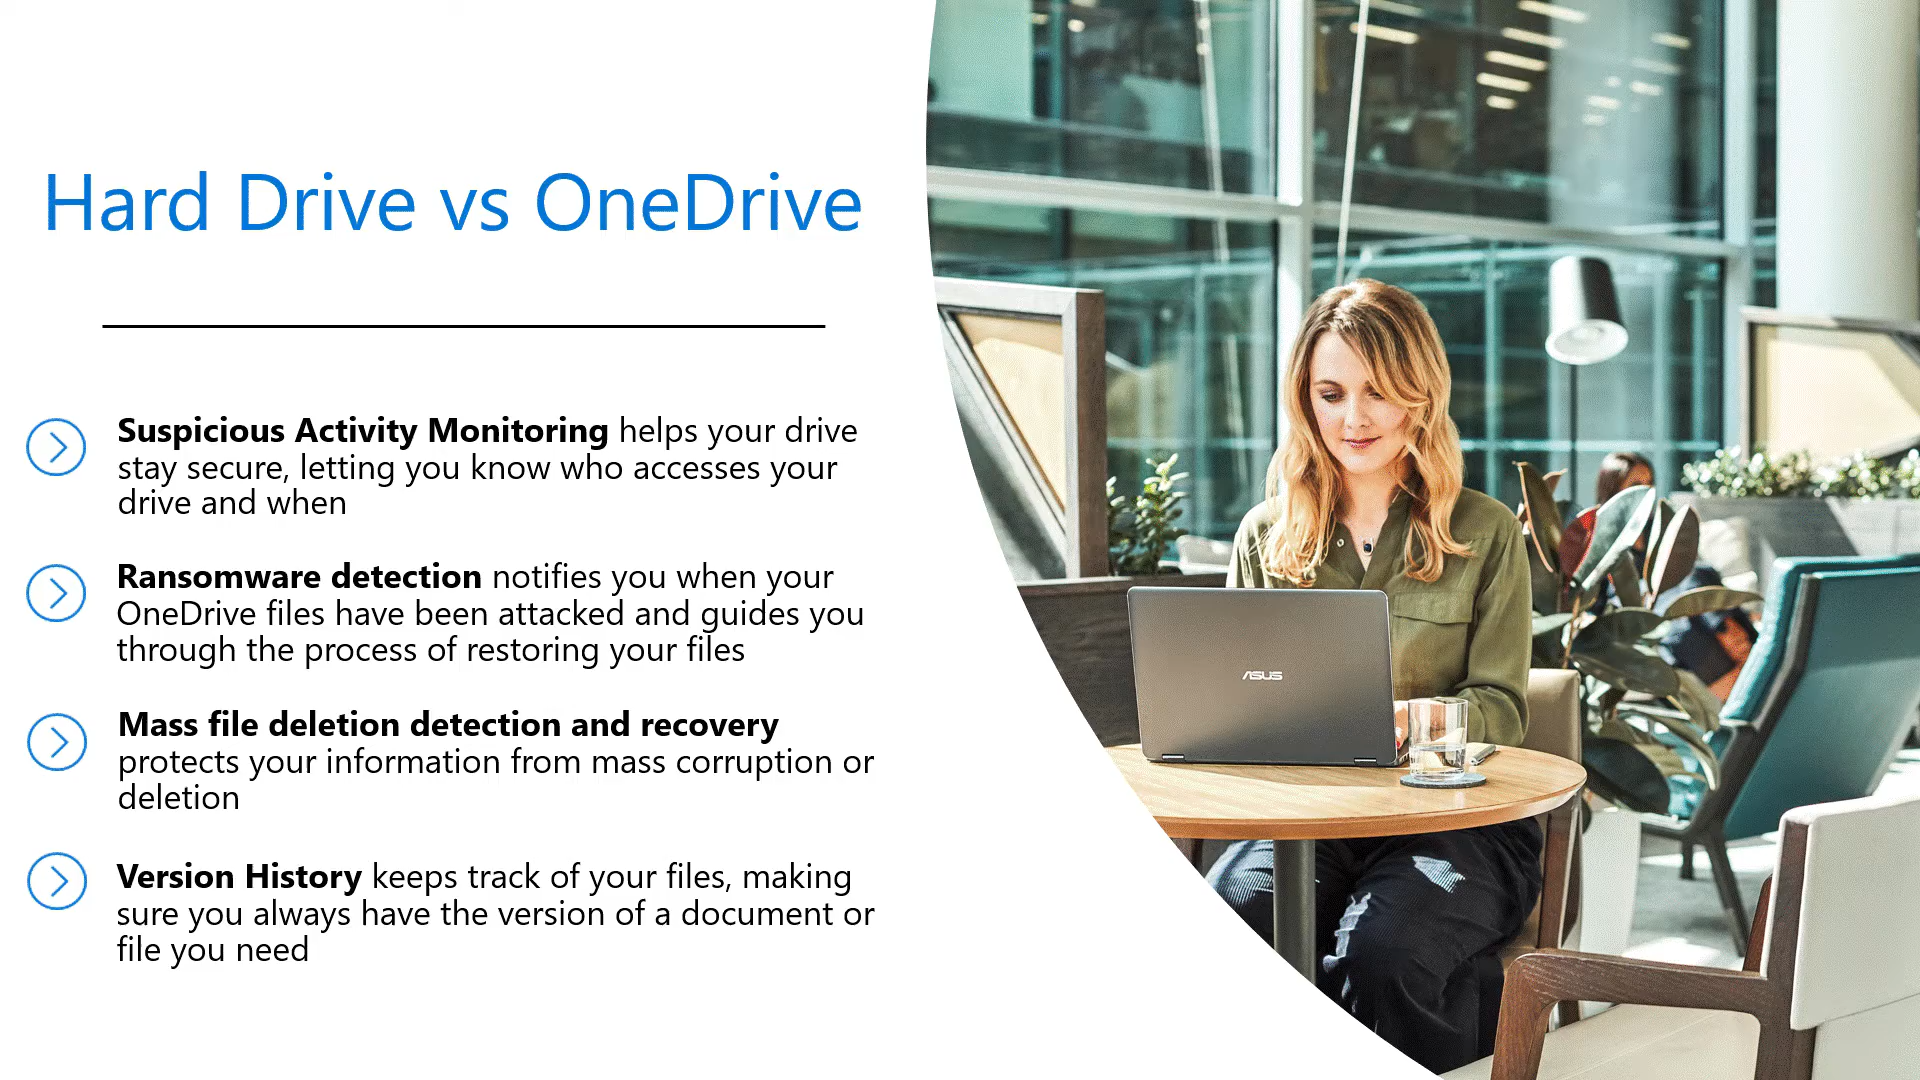 Hard Drive vs OneDrive
Suspicious Activity Monitoring helps your drive
stay secure, letting you know who accesses your
drive and when
Ransomware detection notifies you when your
OneDrive files have been attacked and guides you
through the process of restoring your files
Mass file deletion detection and recovery
protects your information from mass corruption or
deletion
Version History keeps track of your files, making
sure you always have the version of a document or
file you need
ASUS